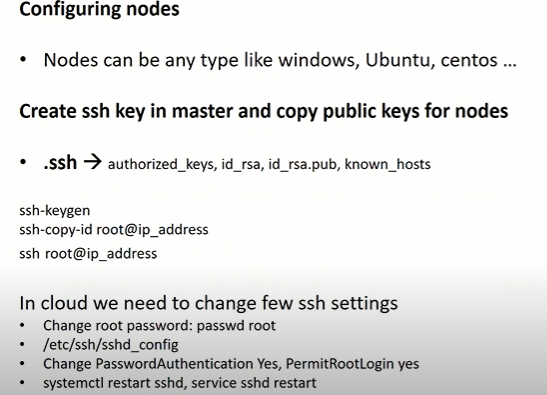 Configuring nodes
• Nodes can be any type like windows, Ubuntu, centos ...
Create ssh key in master and copy public keys for nodes
• .ssh → authorized_keys, id_rsa, id_rsa.pub, known_hosts
ssh-keygen
ssh-copy-id root@ip_address
ssh root@ip_address
In cloud we need to change few ssh settings
• Change root password: passwd root
• /etc/ssh/sshd_config
• Change PasswordAuthentication Yes, PermitRootLogin yes
• systemctl restart sshd, service sshd restart